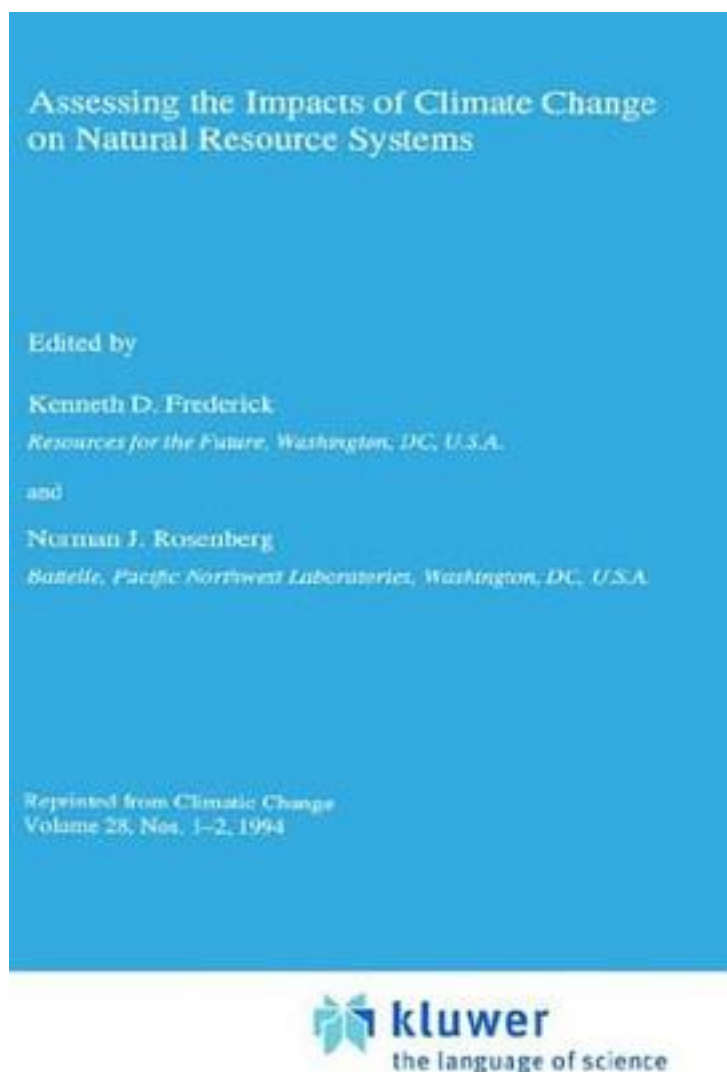 Assessing the Impacts of Climate Change
on Natural Resource Systems
Edited by
Kenneth D. Frederick
Resources for the Future, Washington, DC, U.S.A.
and
Norman J. Rosenberg
Battelle, Pacific Northwest Laboratories, Washington, DC, U.S.A.
Reprinted from Climatic Change
Volume 28, Nos. 1–2, 1994
kluwer
the language of science